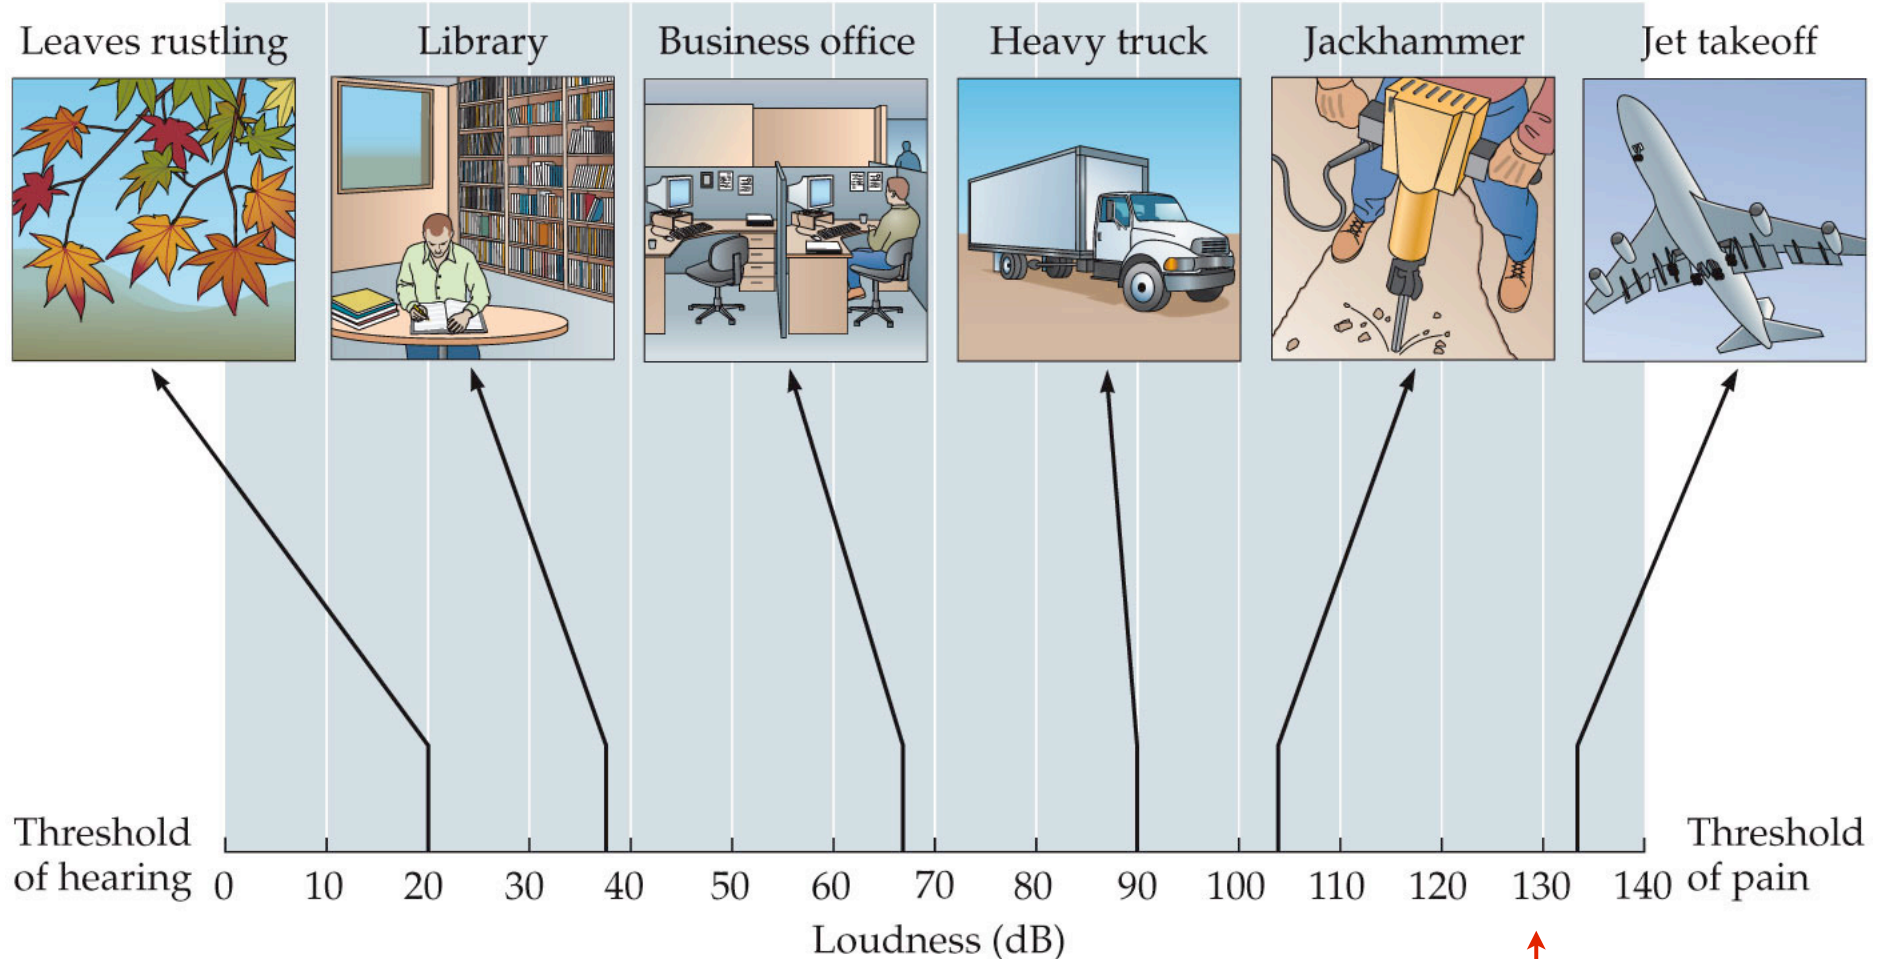 Leaves rustling
Library
Business office
Heavy truck
Jackhammer
Jet takeoff
Threshold
of hearing
0 10 20 30 40 50 60 70 80 90 100 110 120 130 140
Threshold
of pain
Loudness (dB)